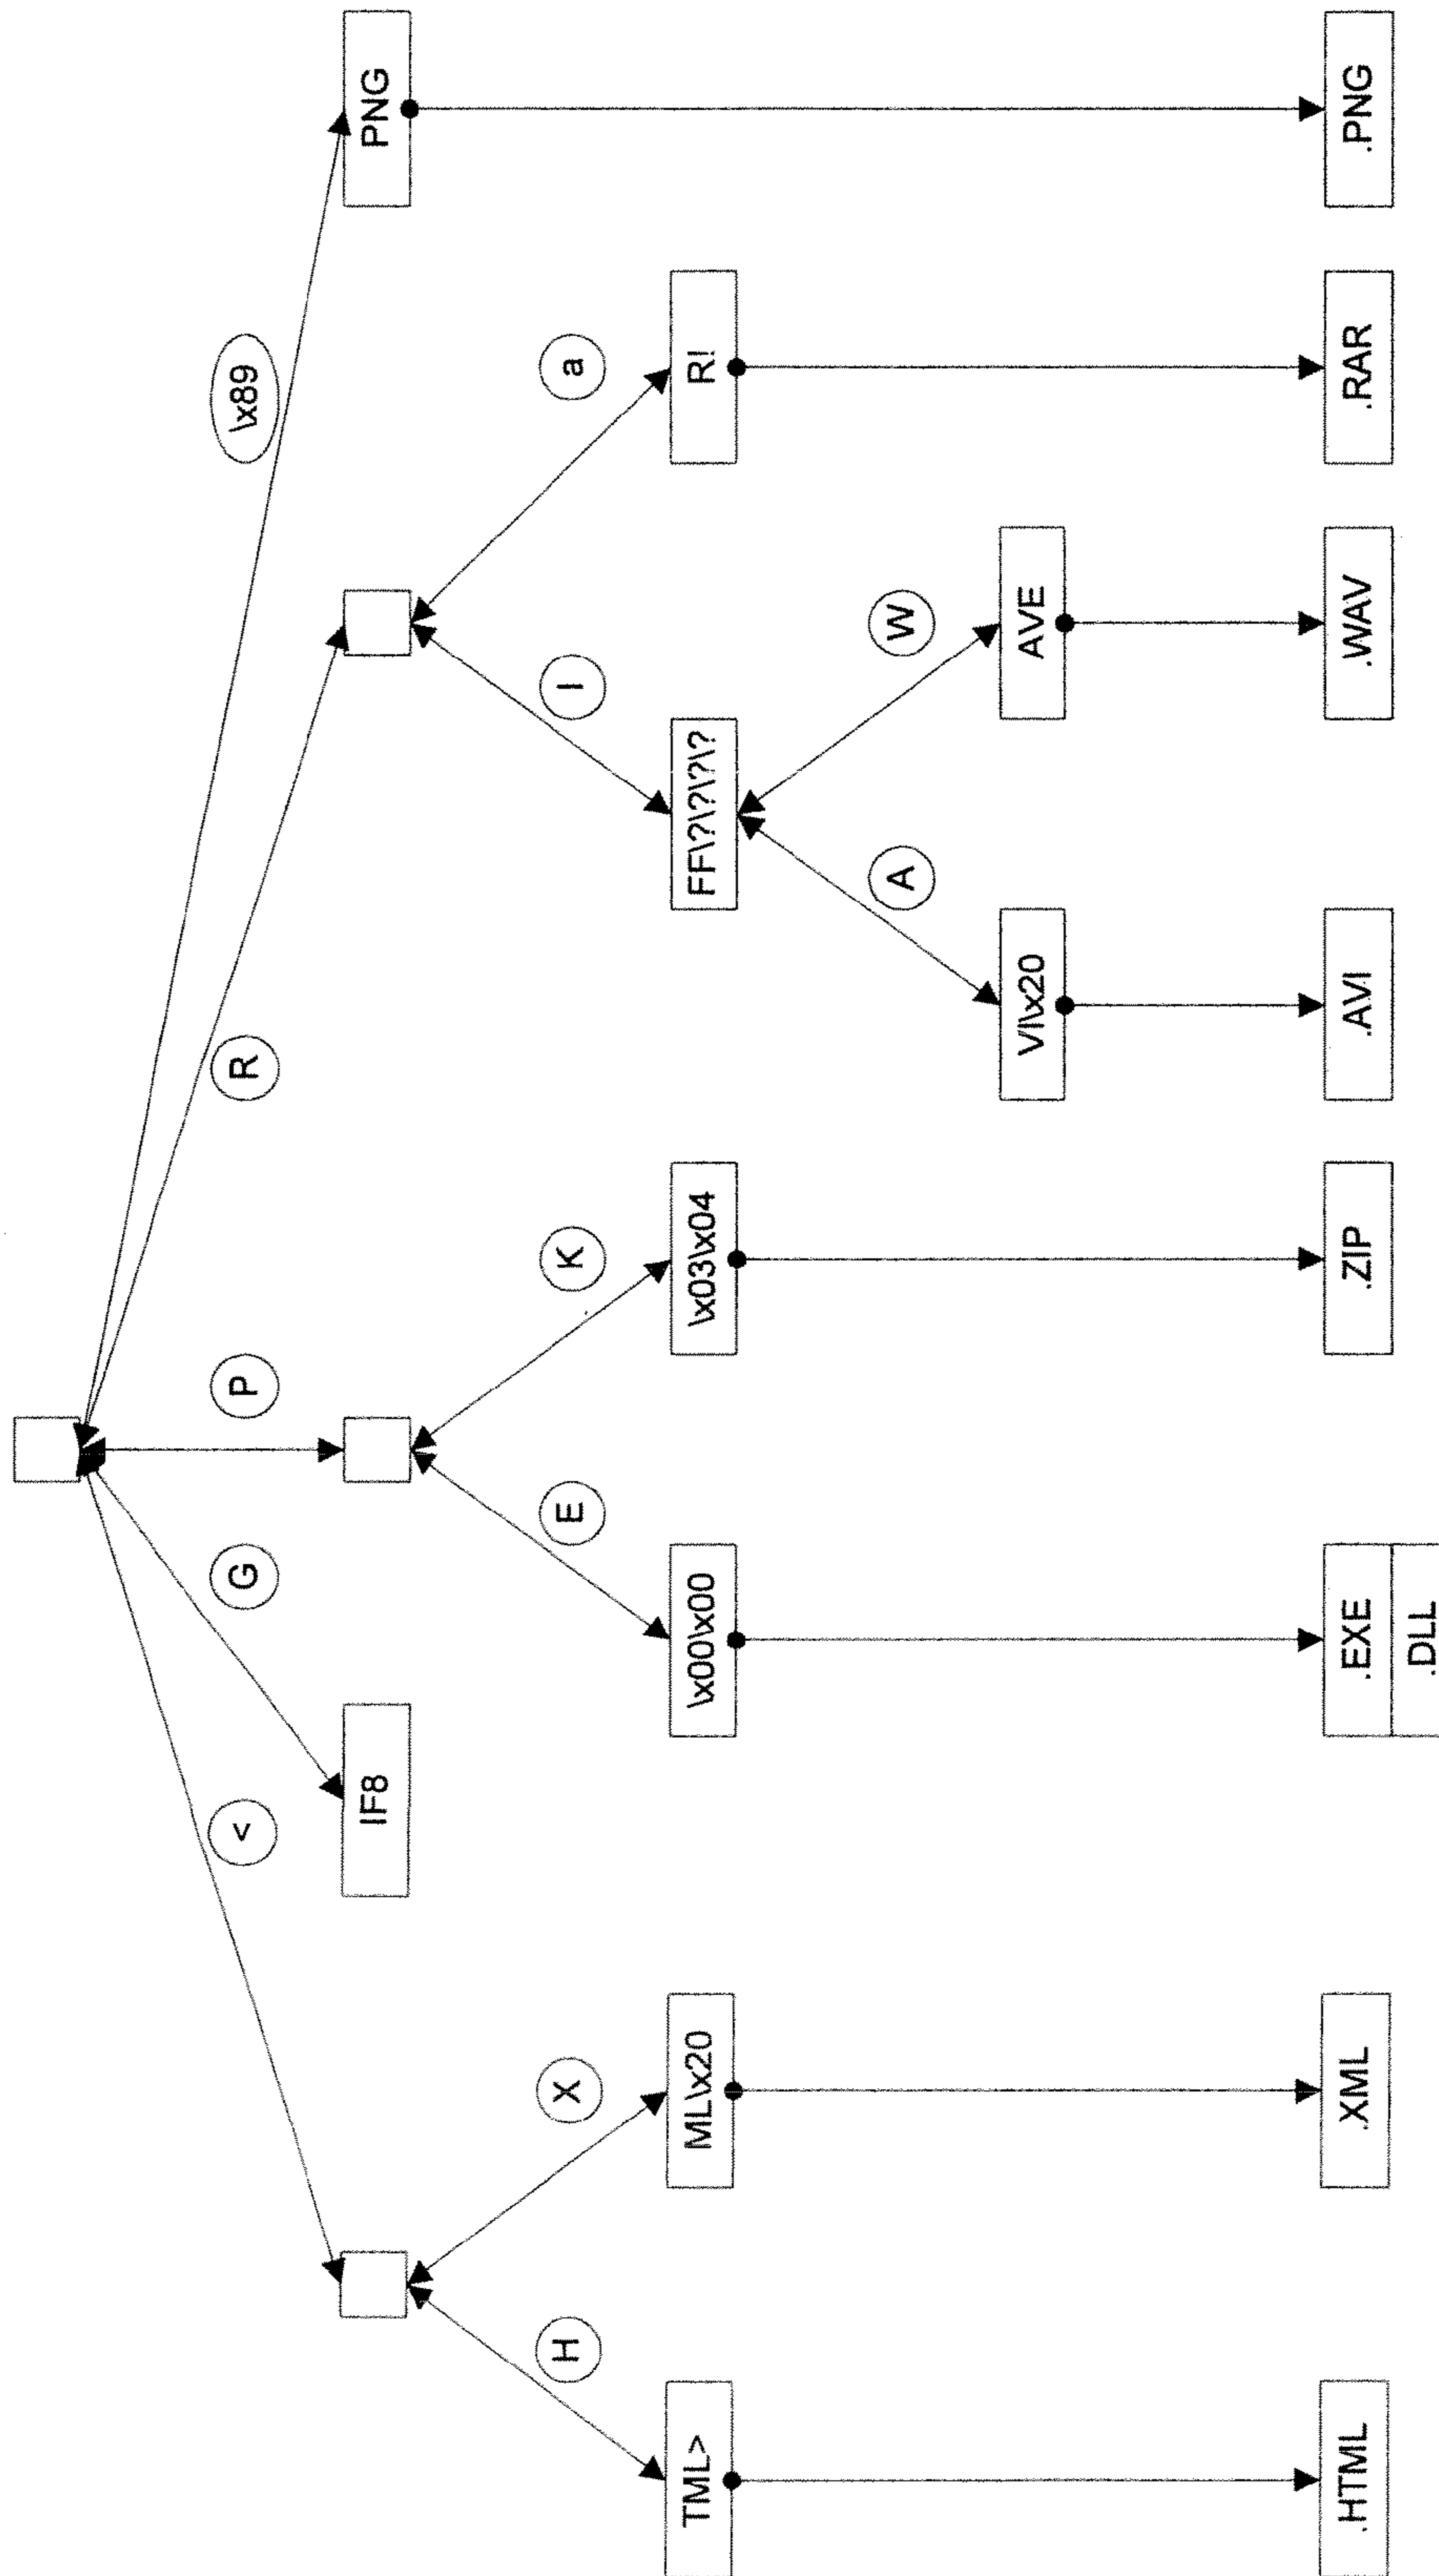 <
G
P
R
\x89
IF8
PNG
H
X
E
K
I
a
TML>
ML\x20
\x00\x00
\x03\x04
FF\?\?\?\?
R!
A
W
VI\x20
AVE
.HTML
.XML
.EXE
.DLL
.ZIP
.AVI
.WAV
.RAR
.PNG